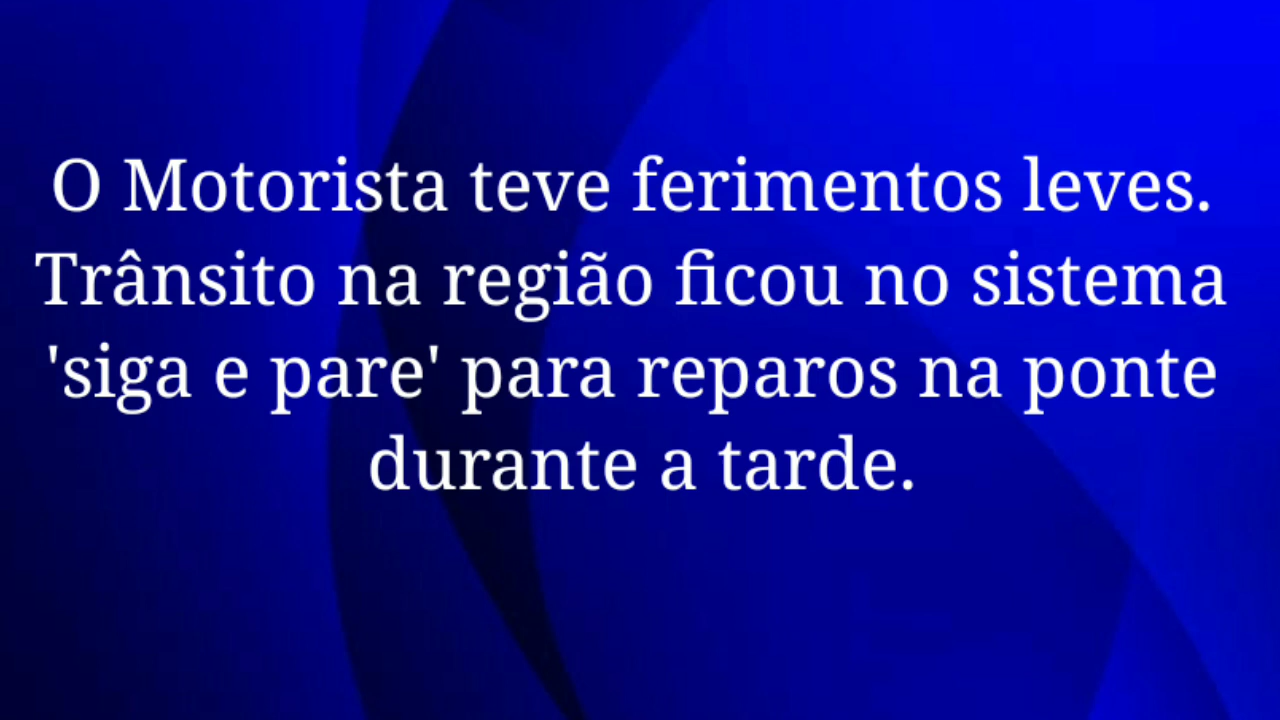 O Motorista teve ferimentos leves.
Trânsito na região ficou no sistema
'siga e pare' para reparos na ponte
durante a tarde.